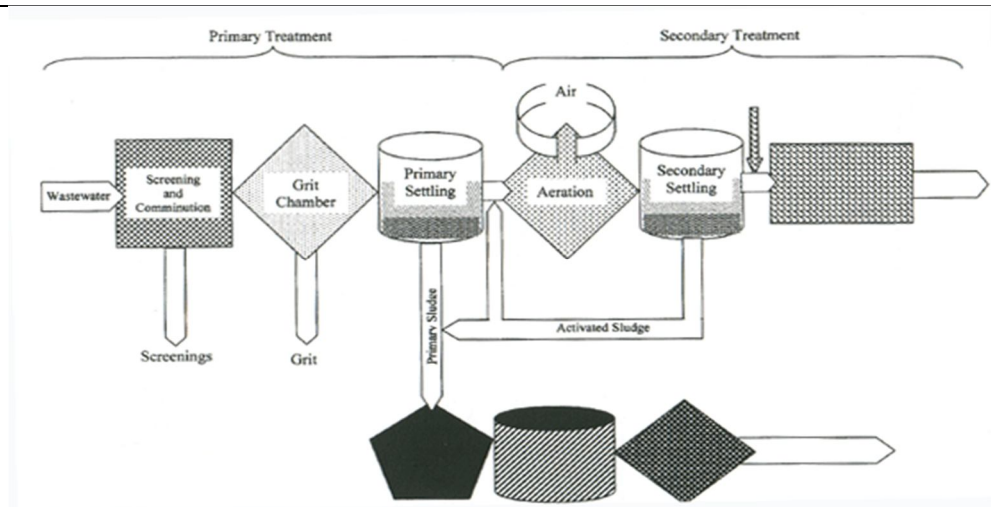 Primary Treatment
Secondary Treatment
Air
Wastewater
Screening
and
Comminution
Grit
Chamber
Primary
Settling
Aeration
Secondary
Settling
Primary Sludge
Activated Sludge
Screenings
Grit